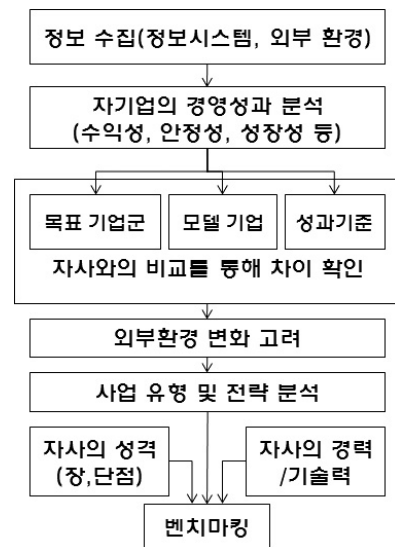 정보 수집(정보시스템, 외부 환경)
자기업의 경영성과 분석
(수익성, 안정성, 성장성 등)
목표 기업군
모델 기업
성과기준
자사와의 비교를 통해 차이 확인
외부환경 변화 고려
사업 유형 및 전략 분석
자사의 성격
(장,단점)
자사의 경력
/기술력
벤치마킹